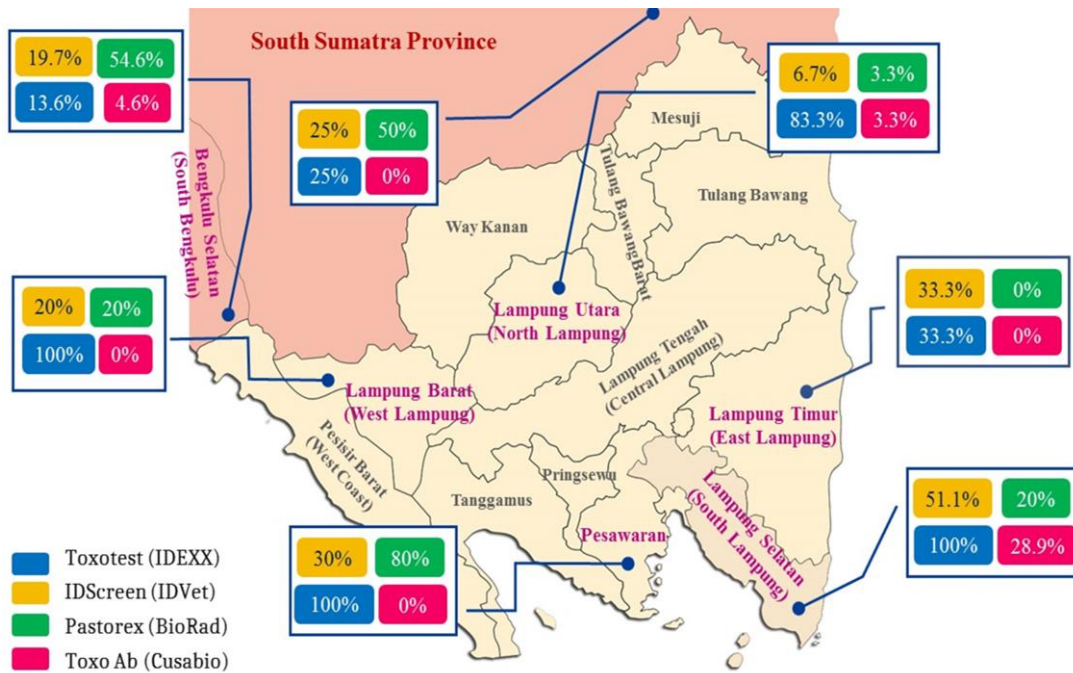 South Sumatra Province
19.7% 54.6%
13.6% 4.6%
25% 50%
25% 0%
6.7% 3.3%
83.3% 3.3%
Mesuji
Tulang Bawang
Tulang Bawang Barat
Way Kanan
Bengkulu Selatan
(South Bengkulu)
Lampung Utara
(North Lampung)
20% 20%
100% 0%
33.3% 0%
33.3% 0%
Lampung Tengah
(Central Lampung)
Lampung Barat
(West Lampung)
Lampung Timur
(East Lampung)
Pesisir Barat
(West Coast)
Tanggamus
Pringsewu
Pesawaran
Lampung Selatan
(South Lampung)
51.1% 20%
100% 28.9%
30% 80%
100% 0%
Toxotest (IDEXX)
IDScreen (IDVet)
Pastorex (BioRad)
Toxo Ab (Cusabio)